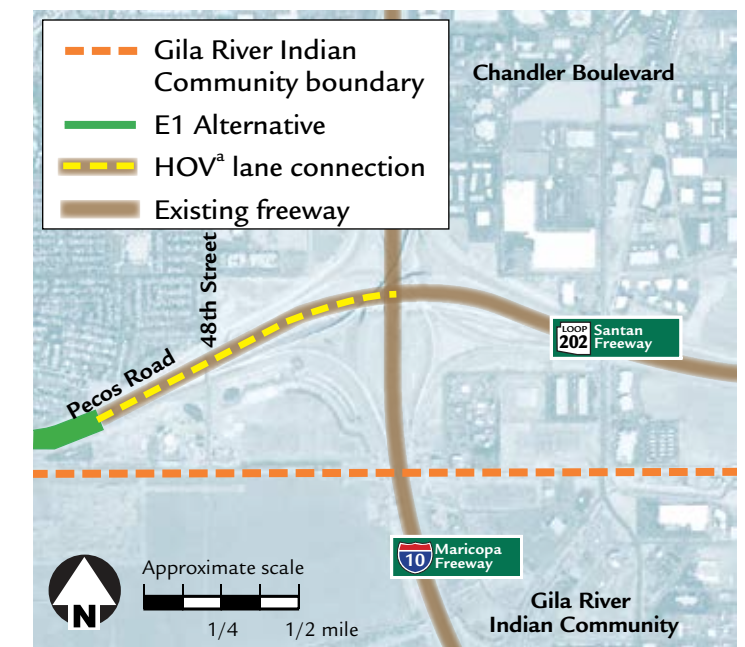 Gila River Indian
Community boundary
E1 Alternative
HOVa lane connection
Existing freeway
Chandler Boulevard
48th Street
Pecos Road
LOOP
202
Santan
Freeway
10
Maricopa
Freeway
N
Approximate scale
1/4 1/2 mile
Gila River
Indian Community